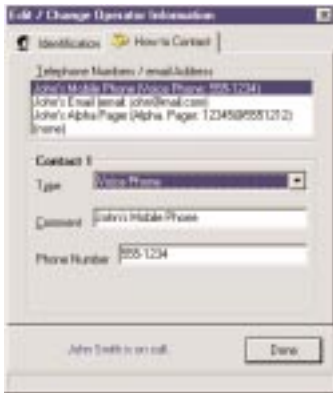 Edit / Change Operator Information
Identification How to Contact
Telephone Numbers / email Address
John's Mobile Phone (Voice Phone: 555-1234)
John's Email (email: john@mail.com)
John's Alpha Pager (Alpha. Pager: 12345@5551212)
(none)
Contact 1
Type Voice Phone
Comment John's Mobile Phone
Phone Number 555-1234
John Smith is on call.
Done